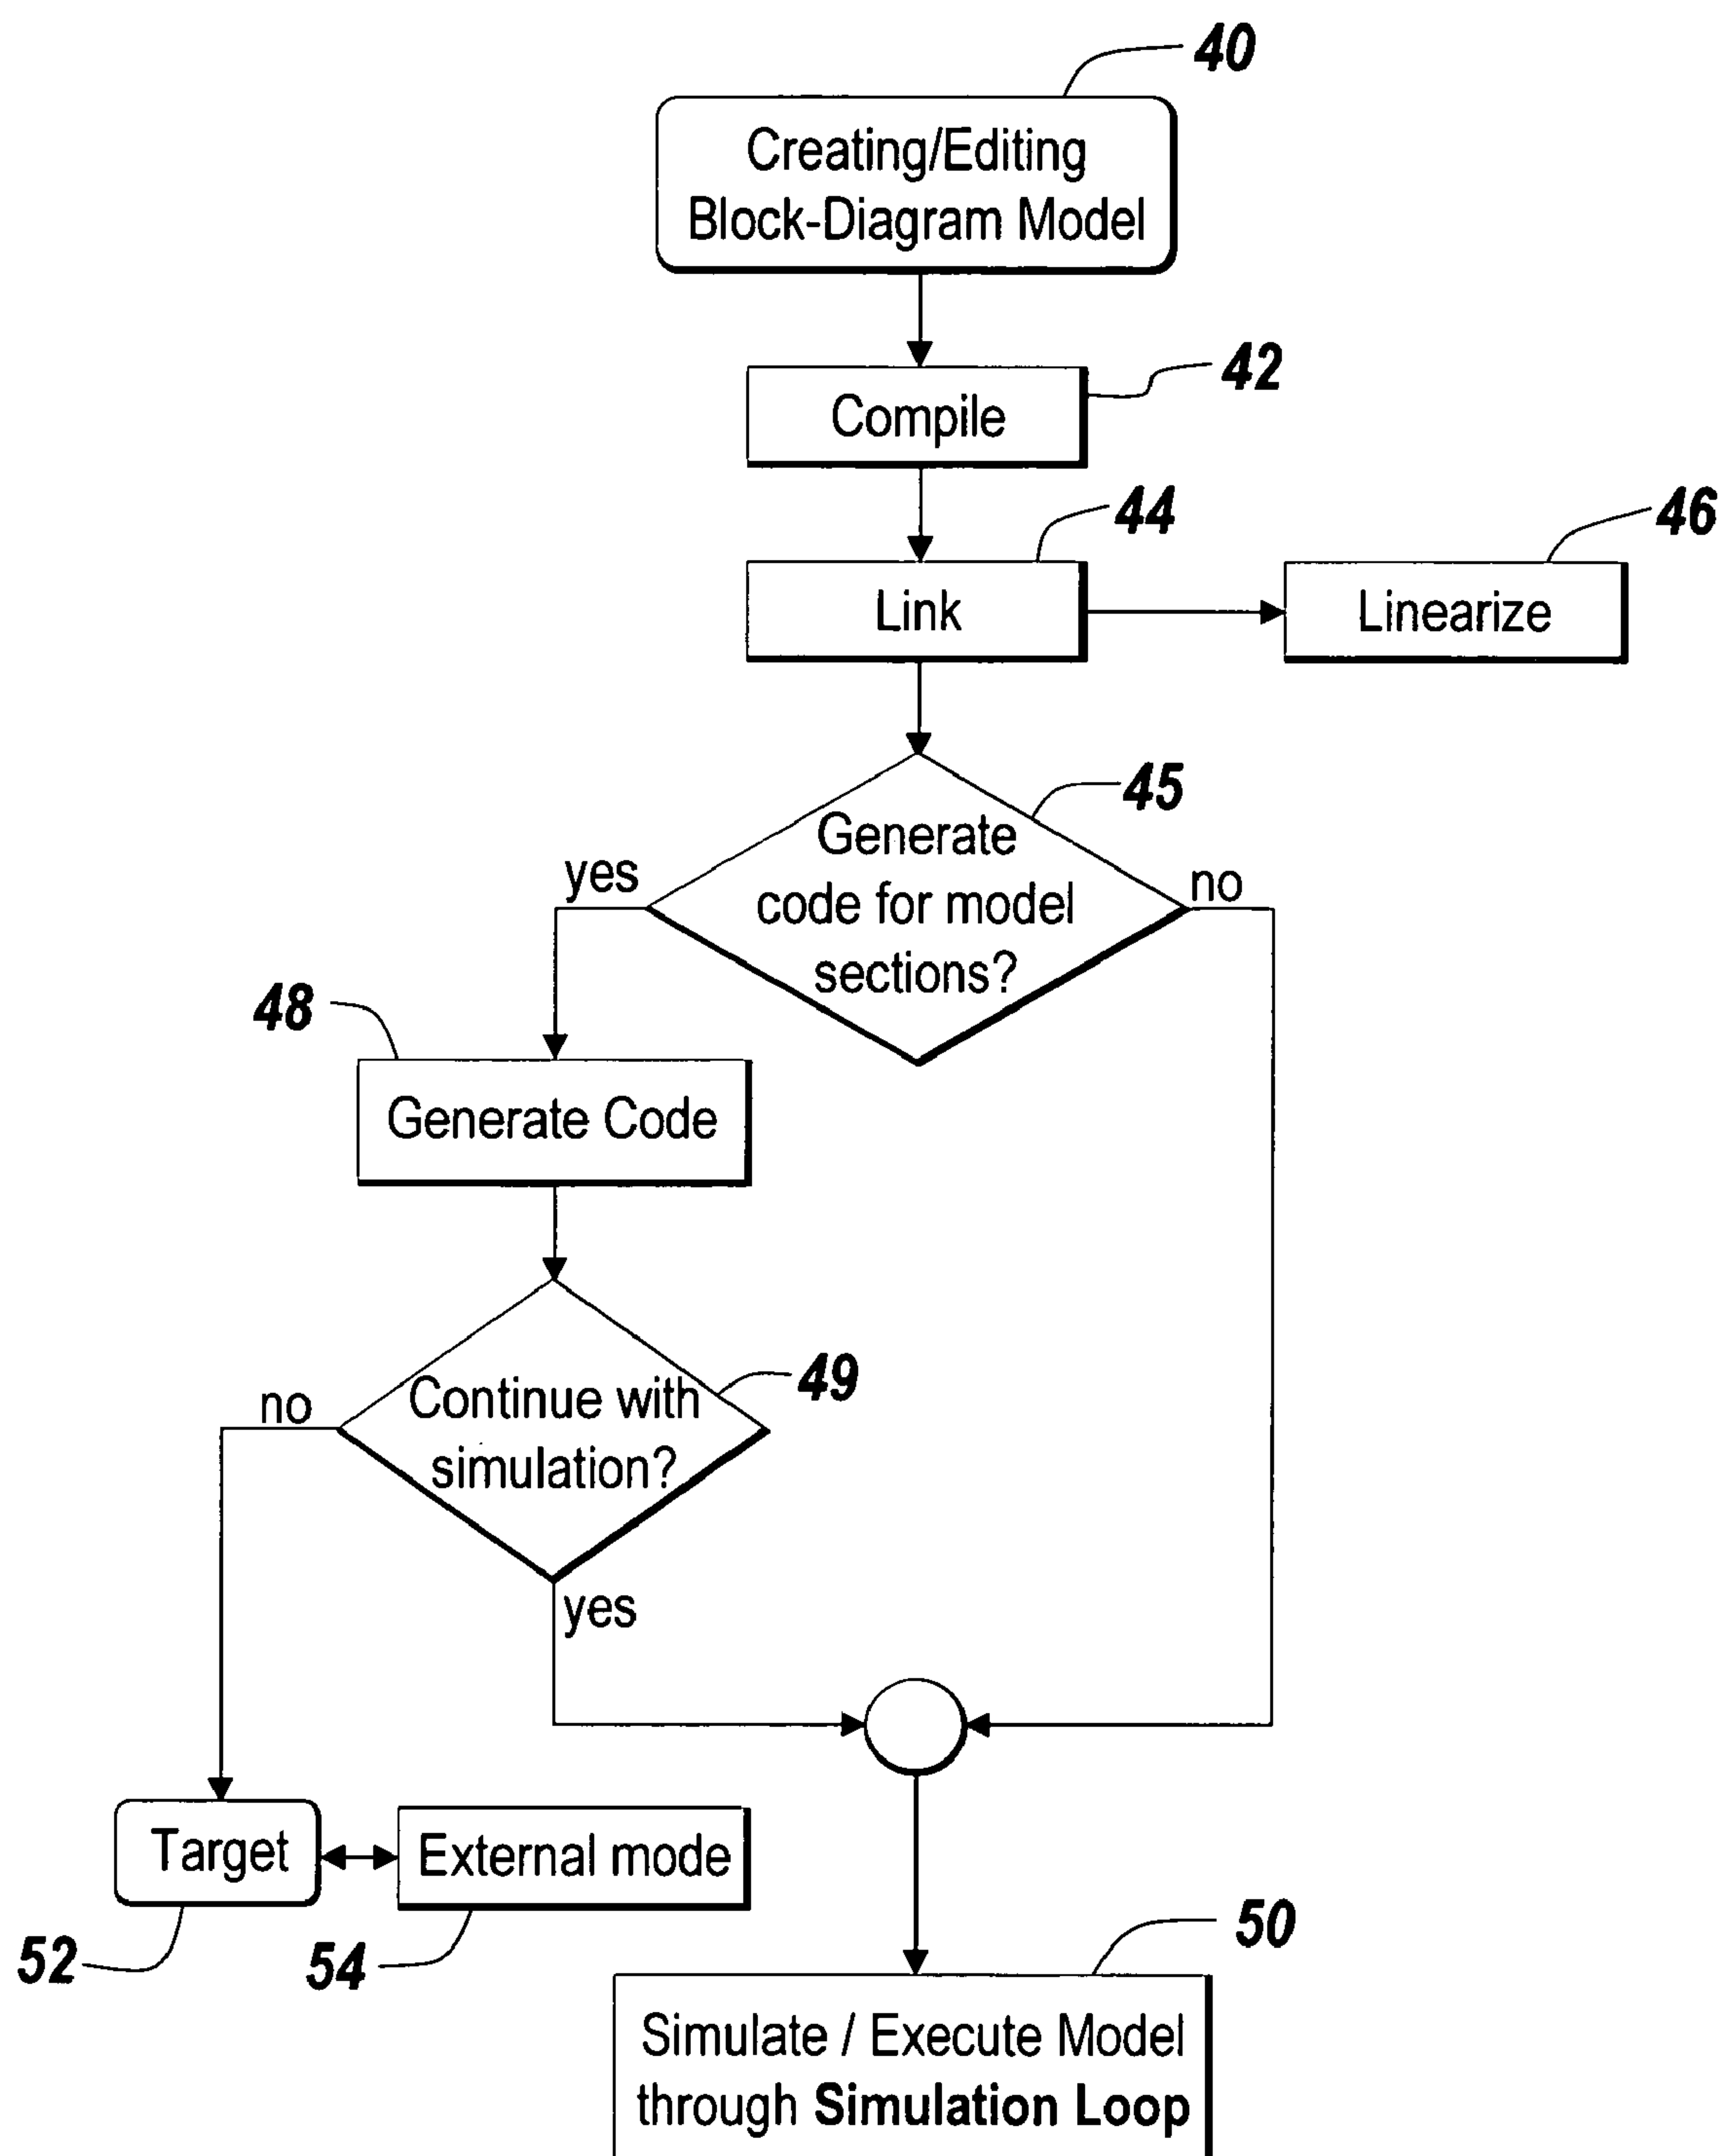 40
Creating/Editing
Block-Diagram Model
42
Compile
44
46
Link
Linearize
45
Generate
code for model
sections?
yes
no
48
Generate Code
49
Continue with
simulation?
no
yes
Target
External mode
52
54
50
Simulate / Execute Model
through Simulation Loop